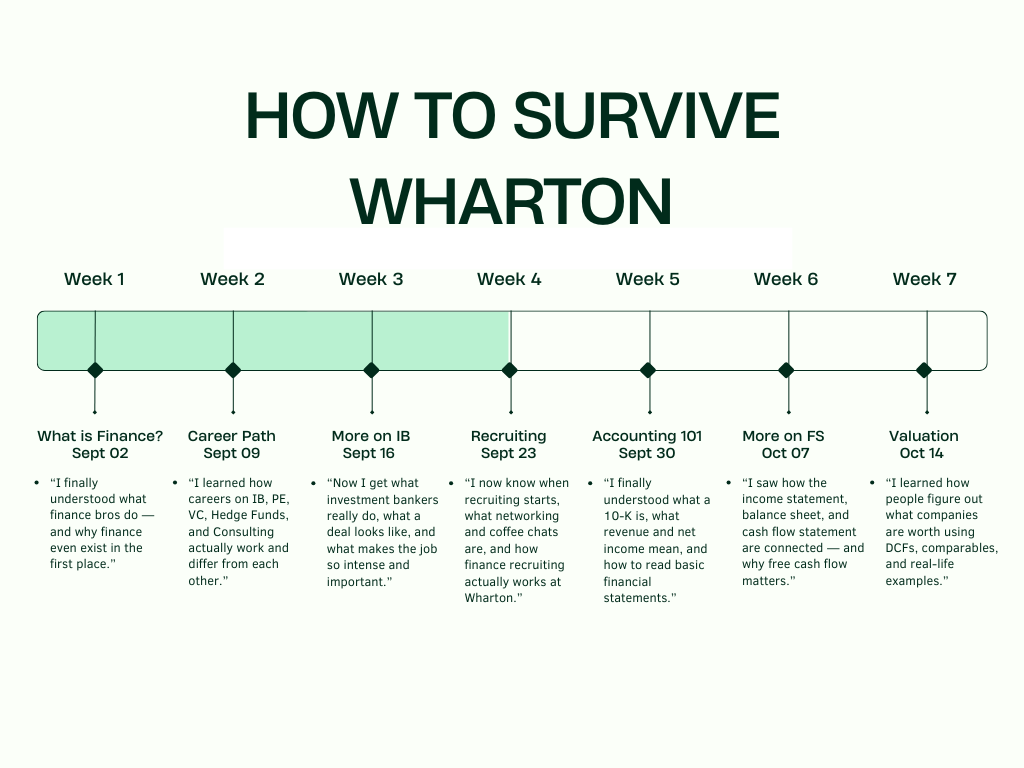 HOW TO SURVIVE
WHARTON
Week 1
Week 2
Week 3
Week 4
Week 5
Week 6
Week 7
What is Finance?
Sept 02
• “I finally
understood what
finance bros do —
and why finance
even exist in the
first place.”
Career Path
Sept 09
• “I learned how
careers on IB, PE,
VC, Hedge Funds,
and Consulting
actually work and
differ from each
other.”
More on IB
Sept 16
• “Now I get what
investment bankers
really do, what a
deal looks like, and
what makes the job
so intense and
important.”
Recruiting
Sept 23
• “I now know when
recruiting starts,
what networking
and coffee chats
are, and how
finance recruiting
actually works at
Wharton.”
Accounting 101
Sept 30
• “I finally
understood what a
10-K is, what
revenue and net
income mean, and
how to read basic
financial
statements.”
More on FS
Oct 07
• “I saw how the
income statement,
balance sheet, and
cash flow statement
are connected — and
why free cash flow
matters.”
Valuation
Oct 14
• “I learned how
people figure out
what companies
are worth using
DCFs, comparables,
and real-life
examples.”